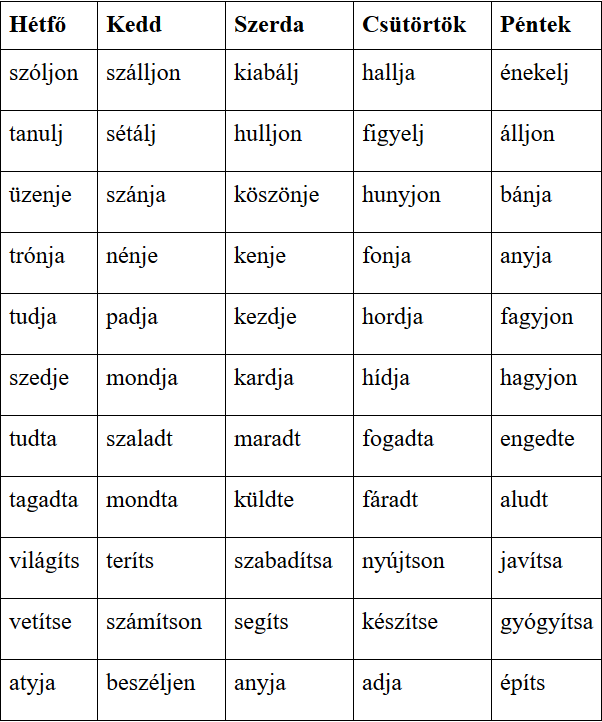 Hétfő Kedd Szerda Csütörtök Péntek
szóljon szálljon kiabálj hallja énekelj
tanulj sétálj hulljon figyelj álljon
üzenje szánja köszönje hunyjon bánja
trónja nénje kenje fonja anyja
tudja padja kezdje hordja fagyjon
szedje mondja kardja hídja hagyjon
tudta szaladt maradt fogadta engedte
tagadta mondta küldte fáradt aludt
világíts teríts szabadítsa nyújtson javítsa
vetítse számítson segíts készítse gyógyítsa
atyja beszéljen anyja adja építs